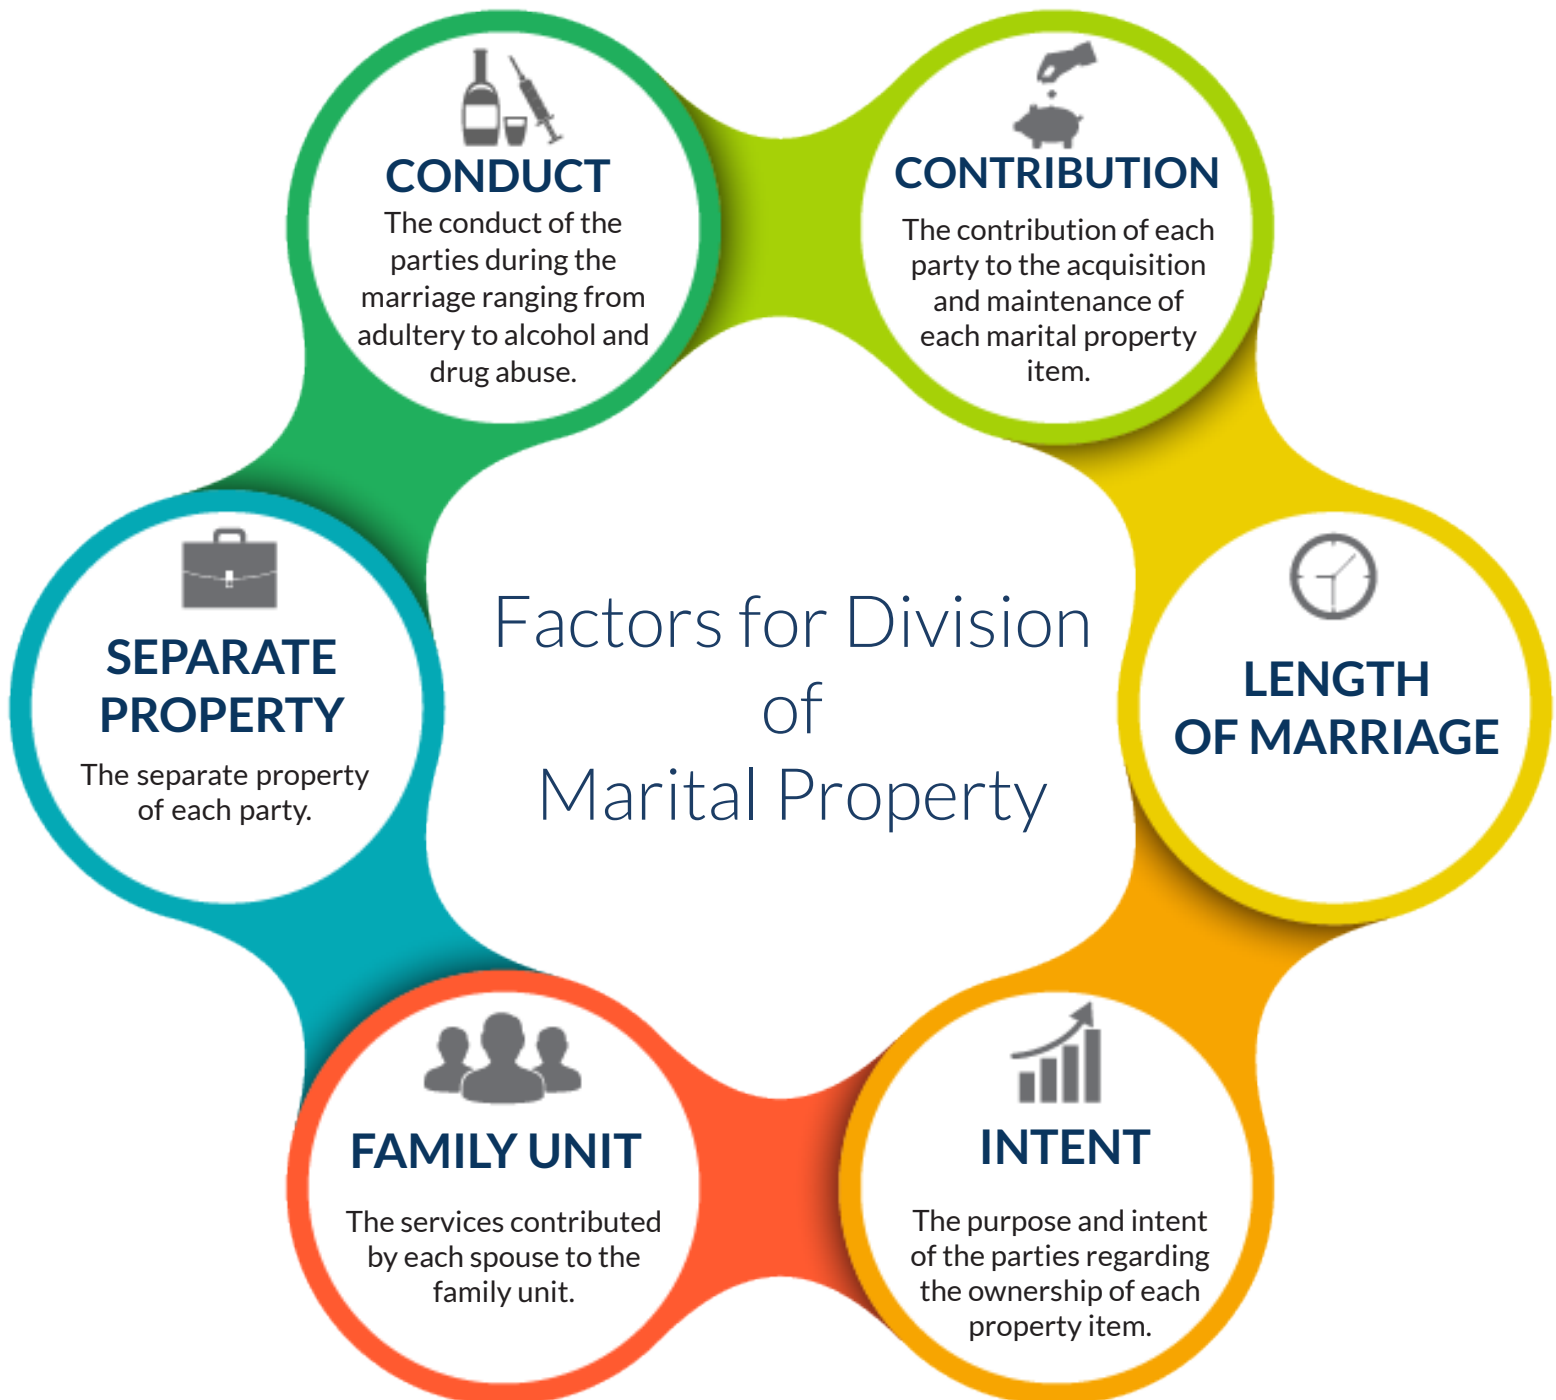 CONDUCT
The conduct of the
parties during the
marriage ranging from
adultery to alcohol and
drug abuse.
CONTRIBUTION
The contribution of each
party to the acquisition
and maintenance of
each marital property
item.
SEPARATE
PROPERTY
The separate property
of each party.
Factors for Division
of
Marital Property
LENGTH
OF MARRIAGE
FAMILY UNIT
The services contributed
by each spouse to the
family unit.
INTENT
The purpose and intent
of the parties regarding
the ownership of each
property item.